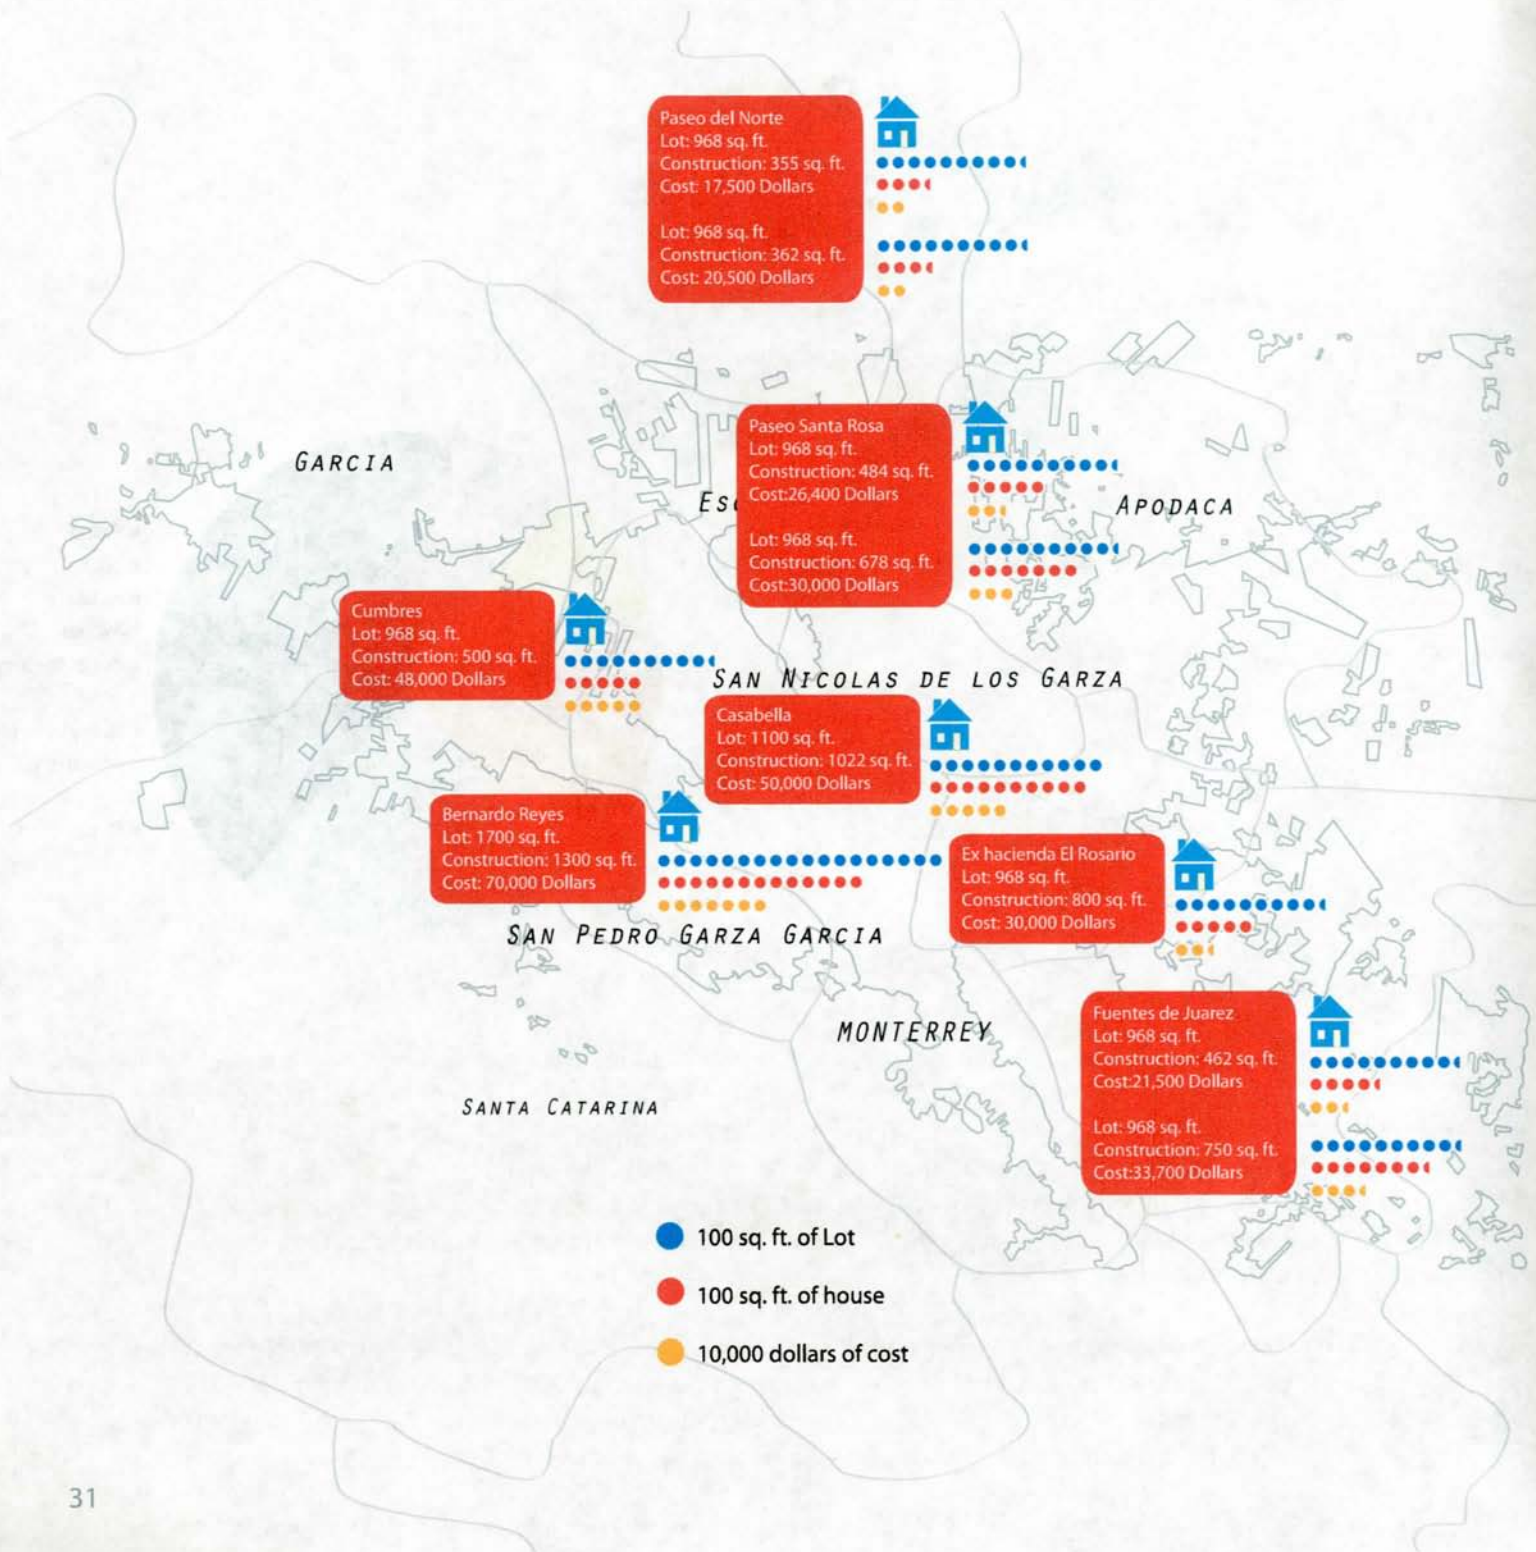 Paseo del Norte
Lot: 968 sq. ft.
Construction: 355 sq. ft.
Cost: 17,500 Dollars
Lot: 968 sq. ft.
Construction: 362 sq. ft.
Cost: 20,500 Dollars
GARCIA
Paseo Santa Rosa
Lot: 968 sq. ft.
Construction: 484 sq. ft.
Cost:26,400 Dollars
Lot: 968 sq. ft.
Construction: 678 sq. ft.
Cost:30,000 Dollars
APODACA
Cumbres
Lot: 968 sq. ft.
Construction: 500 sq. ft.
Cost: 48,000 Dollars
SAN NICOLAS DE LOS GARZA
Casabella
Lot: 1100 sq. ft.
Construction: 1022 sq. ft.
Cost: 50,000 Dollars
Bernardo Reyes
Lot: 1700 sq. ft.
Construction: 1300 sq. ft.
Cost: 70,000 Dollars
Ex hacienda El Rosario
Lot: 968 sq. ft.
Construction: 800 sq. ft.
Cost: 30,000 Dollars
SAN PEDRO GARZA GARCIA
Fuentes de Juarez
Lot: 968 sq. ft.
Construction: 462 sq. ft.
Cost:21,500 Dollars
Lot: 968 sq. ft.
Construction: 750 sq. ft.
Cost:33,700 Dollars
MONTERREY
SANTA CATARINA
100 sq. ft. of Lot
100 sq. ft. of house
10,000 dollars of cost
31